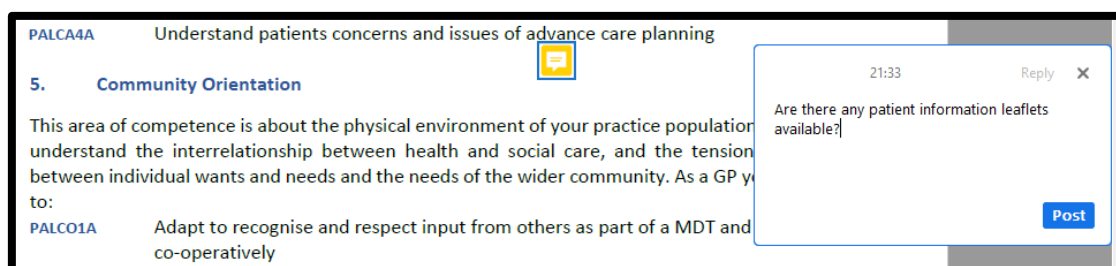 PALCA4A Understand patients concerns and issues of advance care planning
5. Community Orientation
This area of competence is about the physical environment of your practice population
understand the interrelationship between health and social care, and the tension
between individual wants and needs and the needs of the wider community. As a GP
to:
PALCO1A Adapt to recognise and respect input from others as part of a MDT and
co-operatively
21:33 Reply
Are there any patient information leaflets
available?
Post